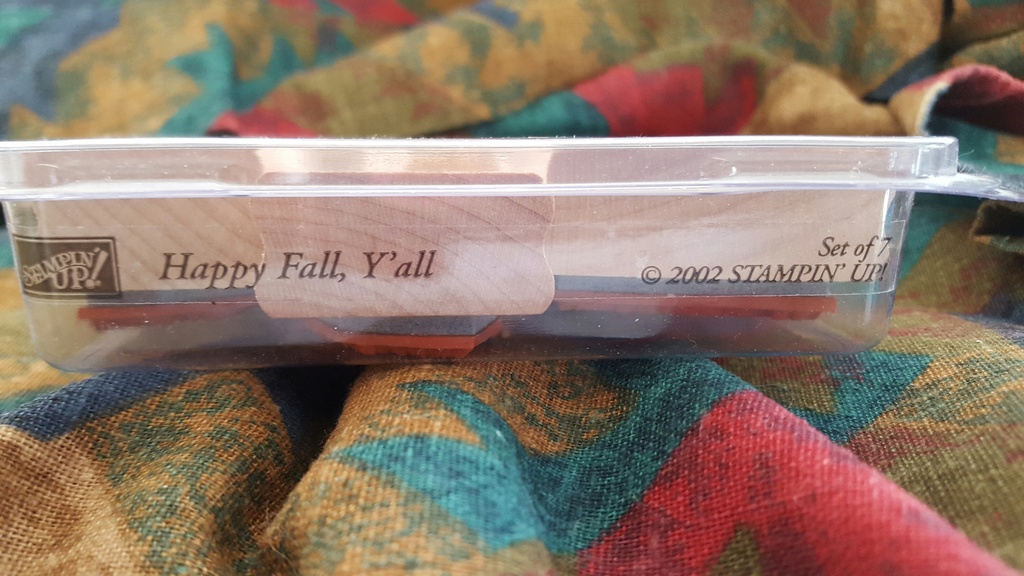 STAMPIN'
UP!
Happy Fall, Y'all
Set of 7
© 2002 STAMPIN' UP!